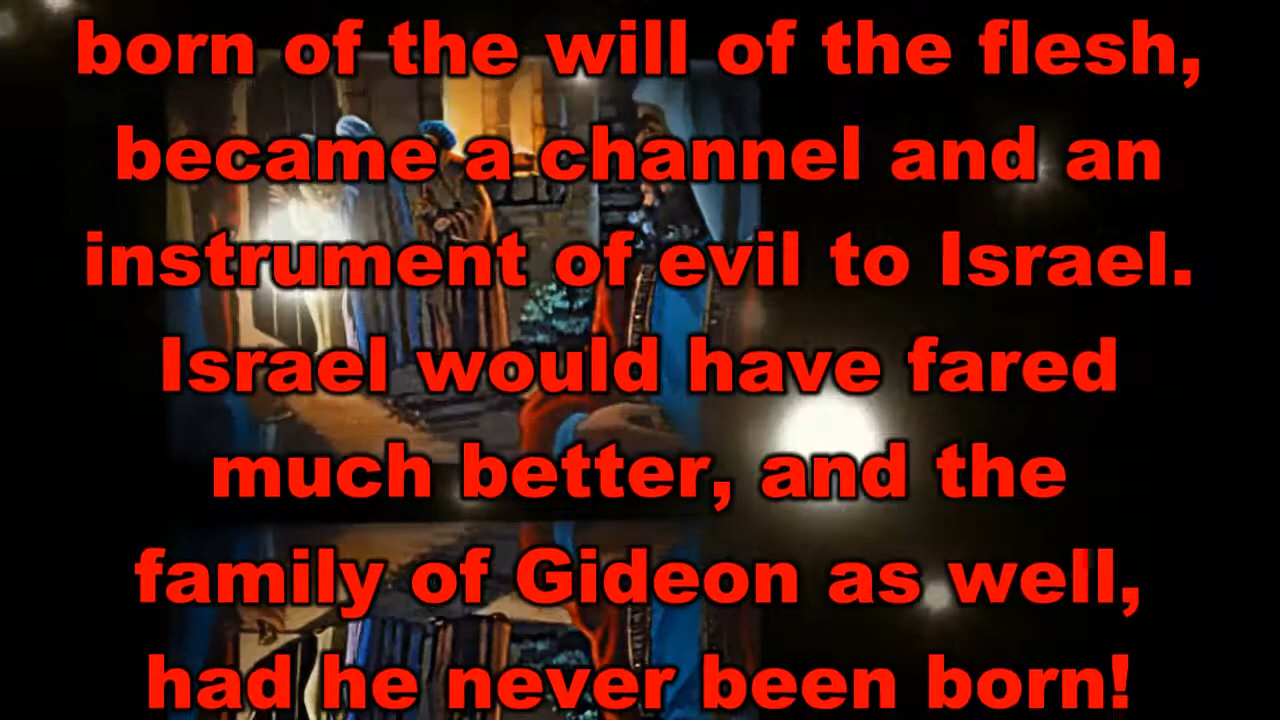 born of the will of the flesh,
became a channel and an
instrument of evil to Israel.
Israel would have fared
much better, and the
family of Gideon as well,
had he never been born!